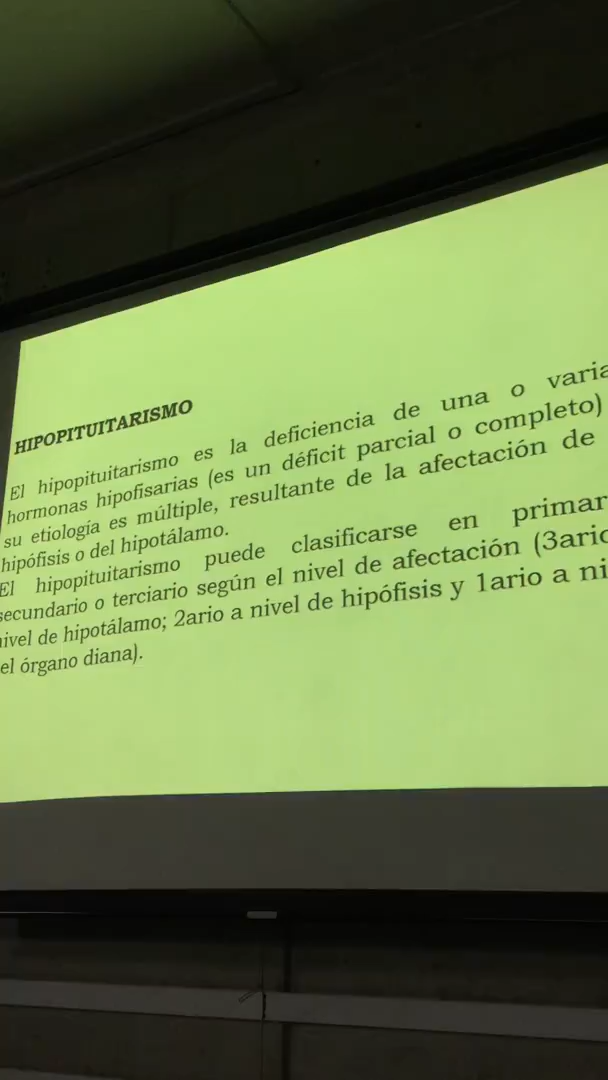 HIPOPITUITARISMO
El hipopituitarismo es la deficiencia de una o varia
hormonas hipofisarias (es un déficit parcial o completo)
su etiología es múltiple, resultante de la afectación de
hipófisis o del hipotálamo.
El hipopituitarismo puede clasificarse en primar
secundario o terciario según el nivel de afectación (3ario
nivel de hipotálamo; 2ario a nivel de hipófisis y 1ario a ni
el órgano diana).